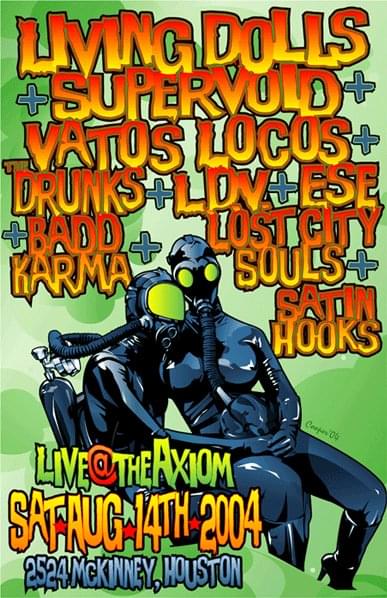 LIVING DOLLS
+ SUPERVOID +
VATOS LOCOS +
THE DRUNKS + LDV + ESE
+ BADD KARMA + LOST CITY SOULS +
SATIN HOOKS
Cooper '04
LIVE@THEAXIOM
SAT★AUG★14TH★2004
2524 MCKINNEY, HOUSTON